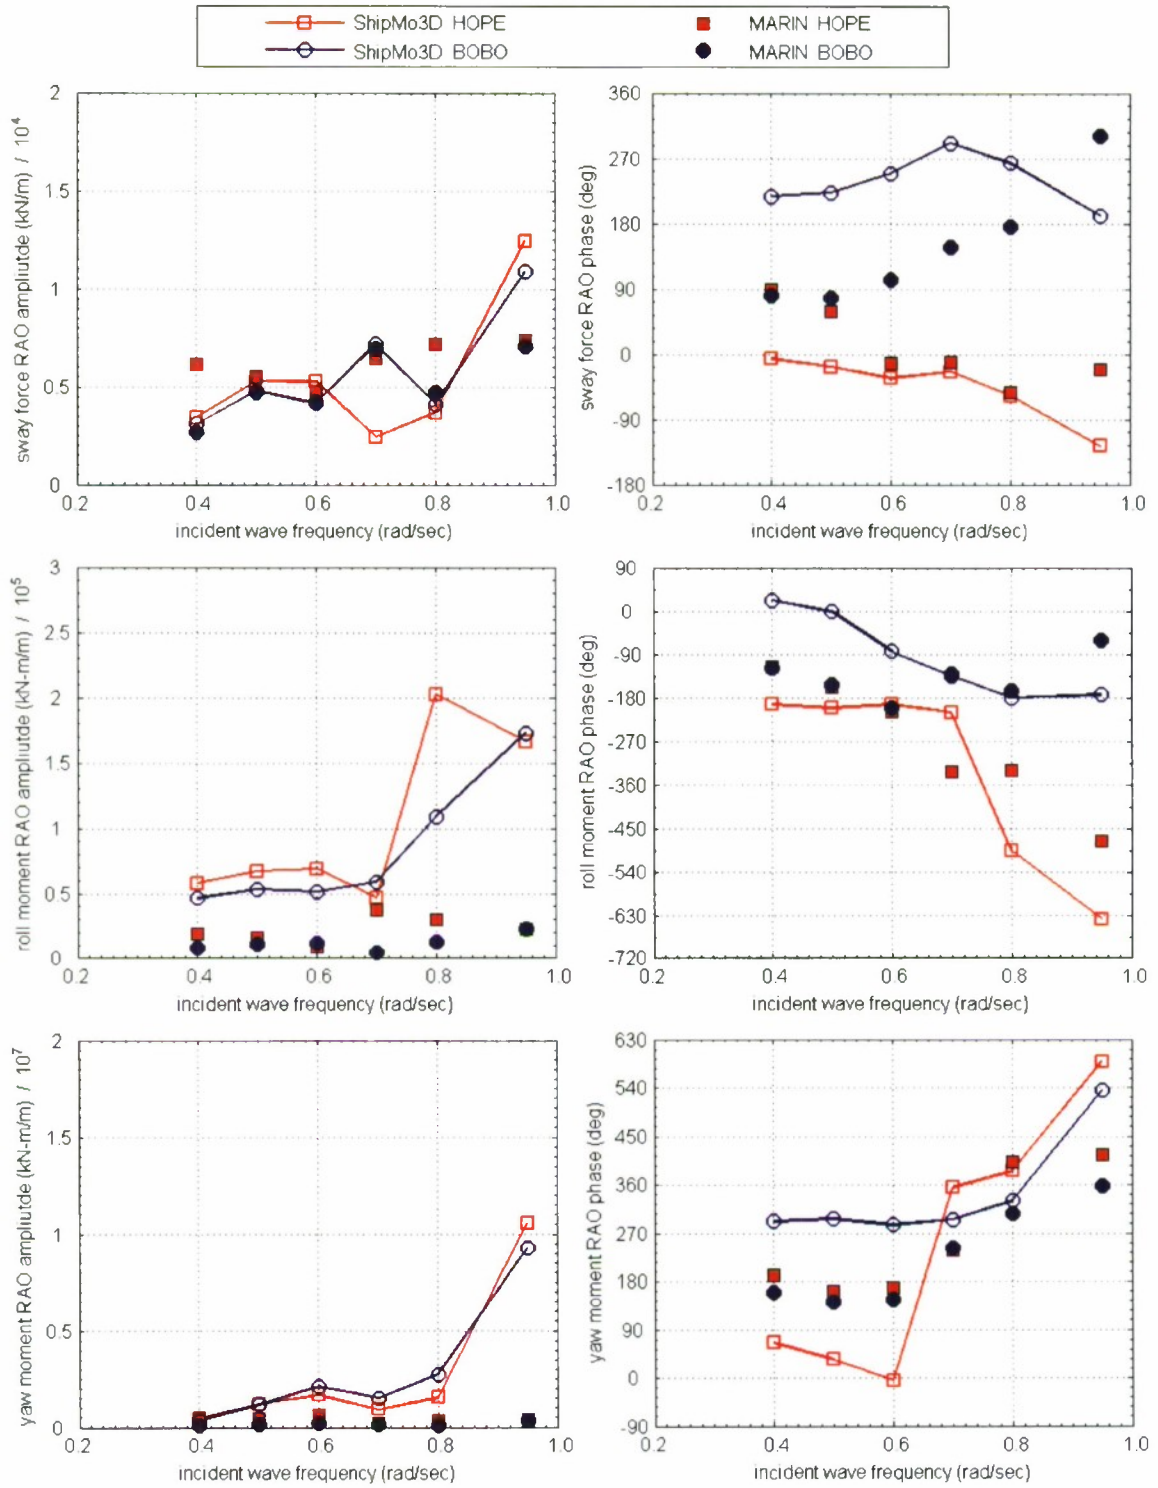 ShipMo3D HOPE MARIN HOPE
ShipMo3D BOBO MARIN BOBO
sway force RAO ampliutde (kN/m) / 10^4
2
1.5
1
0.5
0
0.2 0.4 0.6 0.8 1.0
incident wave frequency (rad/sec)
sway force RAO phase (deg)
360
270
180
90
0
-90
-180
0.2 0.4 0.6 0.8 1.0
incident wave frequency (rad/sec)
roll moment RAO ampliutde (kN-m/m) / 10^5
3
2.5
2
1.5
1
0.5
0
0.2 0.4 0.6 0.8 1.0
incident wave frequency (rad/sec)
roll moment RAO phase (deg)
90
0
-90
-180
-270
-360
-450
-540
-630
-720
0.2 0.4 0.6 0.8 1.0
incident wave frequency (rad/sec)
yaw moment RAO ampliutde (kN-m/m) / 10^7
2
1.5
1
0.5
0
0.2 0.4 0.6 0.8 1.0
incident wave frequency (rad/sec)
yaw moment RAO phase (deg)
630
540
450
360
270
180
90
0
-90
0.2 0.4 0.6 0.8 1.0
incident wave frequency (rad/sec)